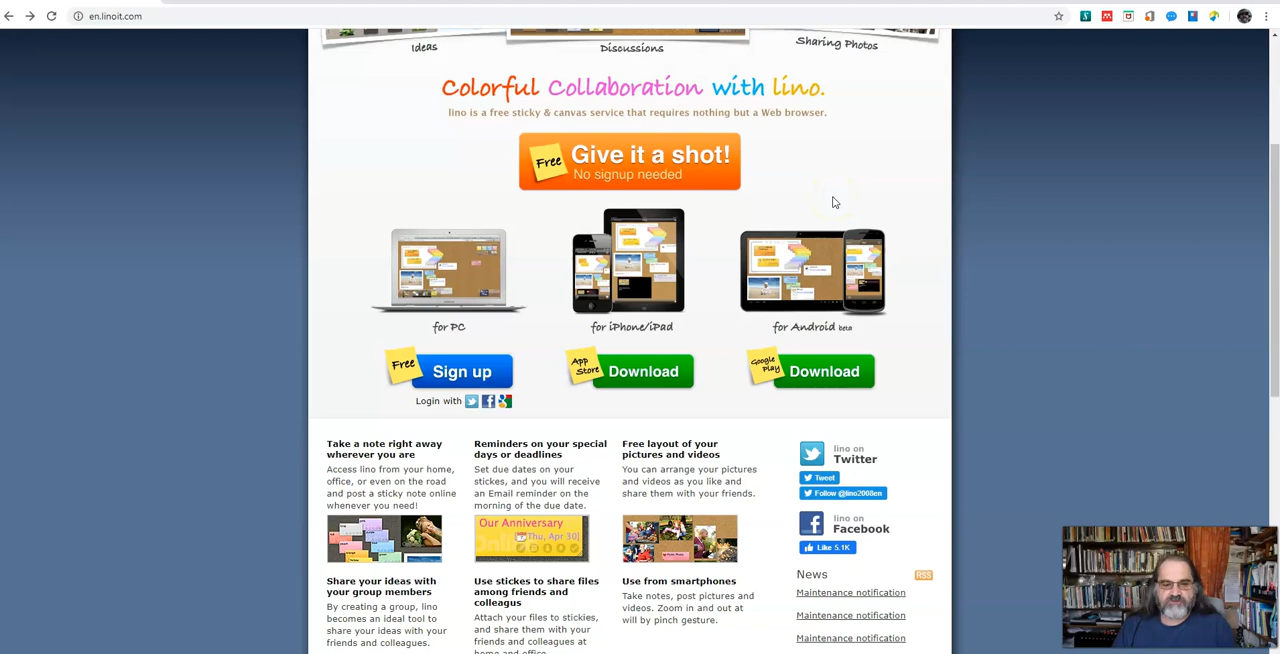 en.linoit.com
Ideas
Discussions
Sharing Photos
Colorful Collaboration with lino.
lino is a free sticky & canvas service that requires nothing but a Web browser.
Free
Give it a shot!
No signup needed
for PC
for iPhone/iPad
for Android beta
Free
Sign up
App Store
Download
Google Play
Download
Login with
Take a note right away
wherever you are
Access lino from your home,
office, or even on the road
and post a sticky note online
whenever you need!
Reminders on your special
days or deadlines
Set due dates on your
stickes, and you will receive
an Email reminder on the
morning of the due date.
Free layout of your
pictures and videos
You can arrange your pictures
and videos as you like and
share them with your friends.
lino on
Twitter
Tweet
Follow @lino2008en
lino on
Facebook
Like 5.1K
Our Anniversary
Thu, Apr 30
News
RSS
Maintenance notification
Maintenance notification
Maintenance notification
Share your ideas with
your group members
By creating a group, lino
becomes an ideal tool to
share your ideas with your
friends and colleagues.
Use stickes to share files
among friends and
colleagus
Attach your files to stickies,
and share them with your
friends and colleagues at
home and office.
Use from smartphones
Take notes, post pictures and
videos. Zoom in and out at
will by pinch gesture.